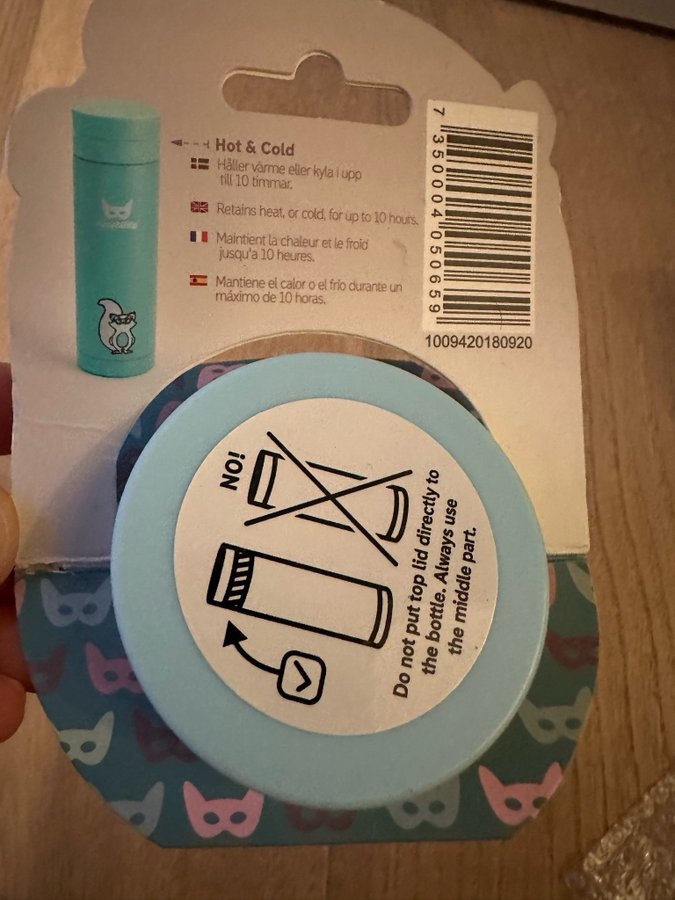 Hot & Cold
Håller värme eller kyla i upp
till 10 timmar.
Retains heat, or cold, for up to 10 hours.
Maintient la chaleur et le froid
jusqu'a 10 heures.
Mantiene el calor o el frío durante un
máximo de 10 horas.
7 350004 050659
1009420180920
NO!
Do not put top lid directly to
the bottle. Always use
the middle part.